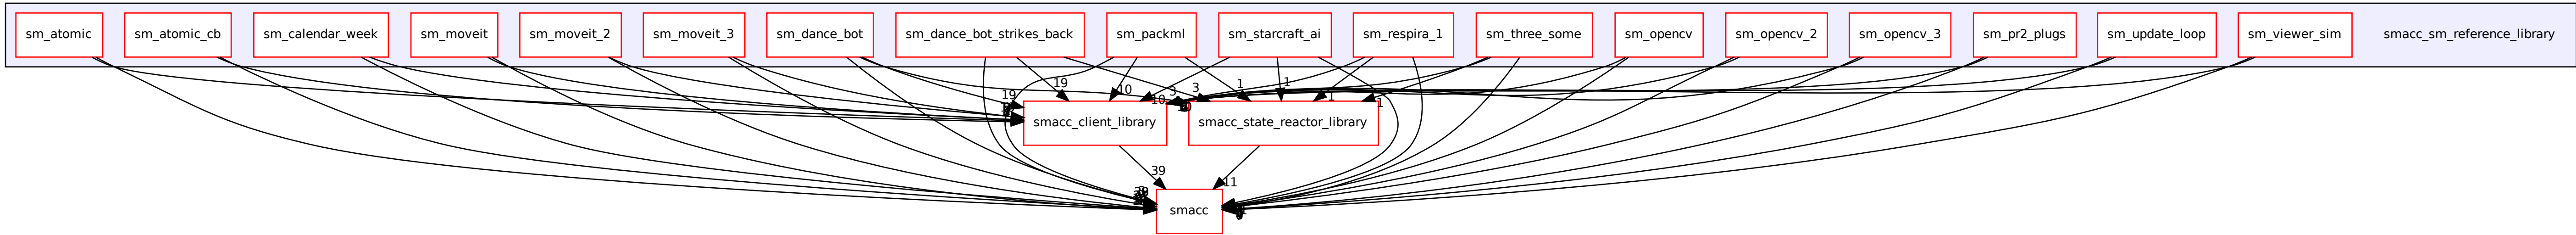 sm_atomic
sm_atomic_cb
sm_calendar_week
sm_moveit
sm_moveit_2
sm_moveit_3
sm_dance_bot
sm_dance_bot_strikes_back
sm_packml
sm_starcraft_ai
sm_respira_1
sm_three_some
sm_opencv
sm_opencv_2
sm_opencv_3
sm_pr2_plugs
sm_update_loop
sm_viewer_sim
smacc_sm_reference_library
19
19
10
10
3
3
1
1
1
1
smacc_client_library
smacc_state_reactor_library
39
11
smacc